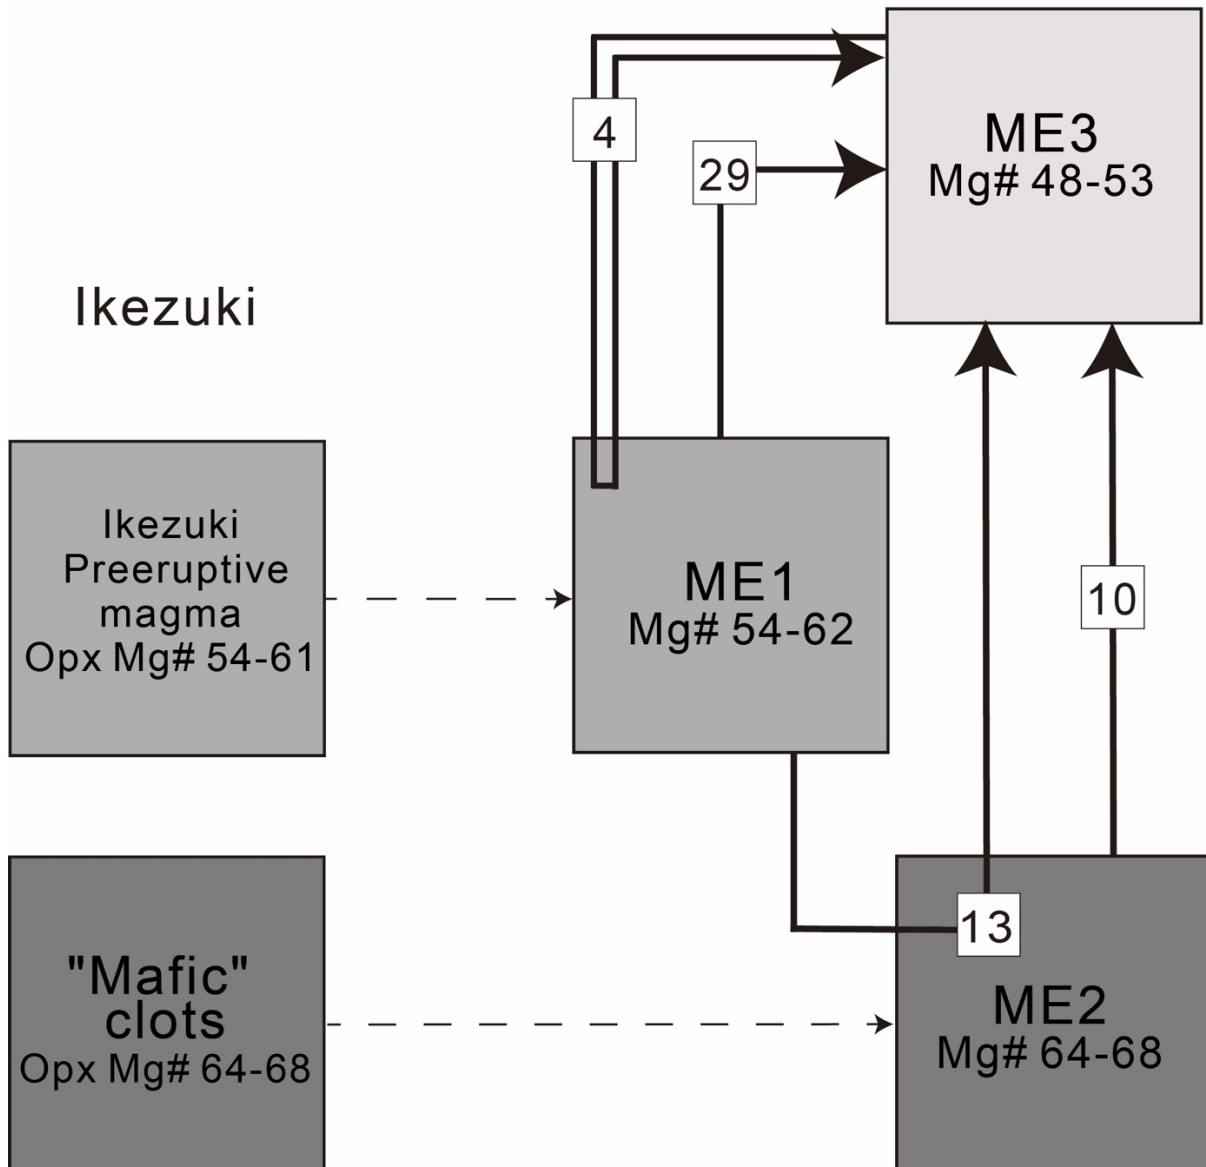 4
ME3
29
Mg# 48-53
Ikezuki
Ikezuki
Preeruptive
magma
Opx Mg# 54-61
ME1
Mg# 54-62
10
13
"Mafic"
clots
Opx Mg# 64-68
ME2
Mg# 64-68